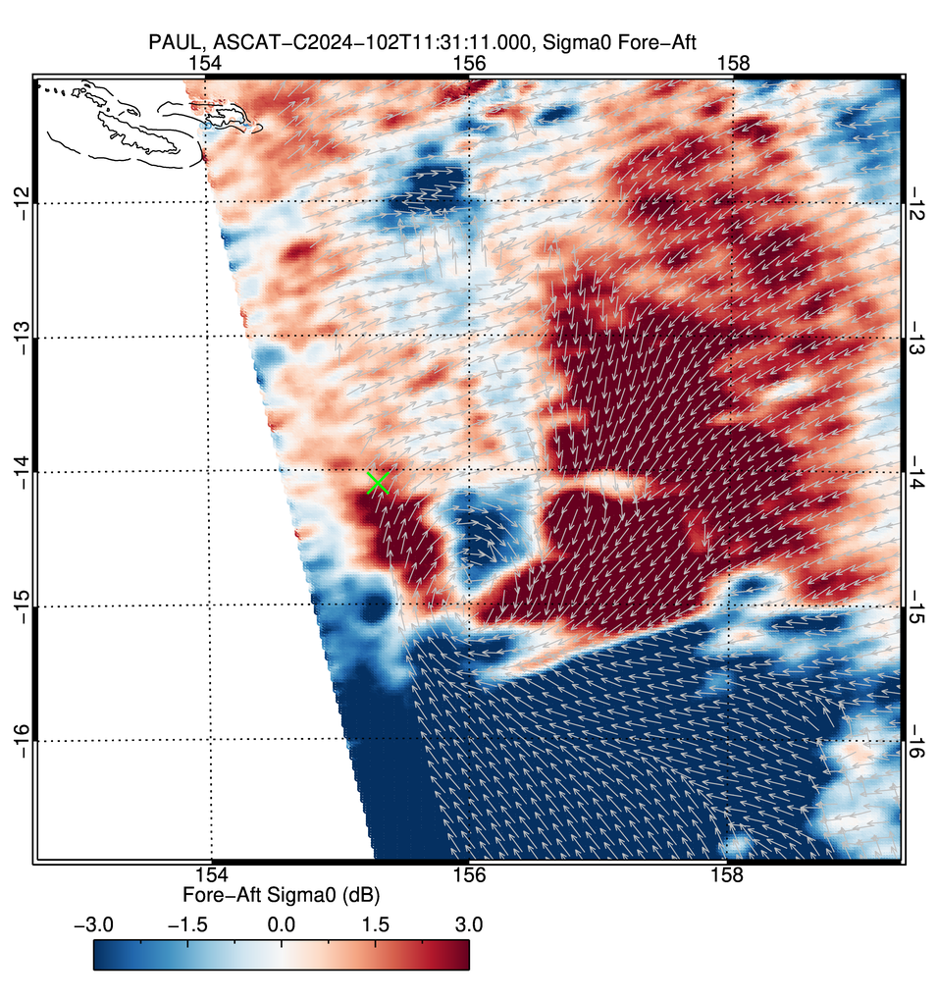 PAUL, ASCAT-C2024-102T11:31:11.000, Sigma0 Fore-Aft
154 156 158
-12 -12
-13 -13
-14 -14
-15 -15
-16 -16
154 156 158
Fore-Aft Sigma0 (dB)
-3.0 -1.5 0.0 1.5 3.0